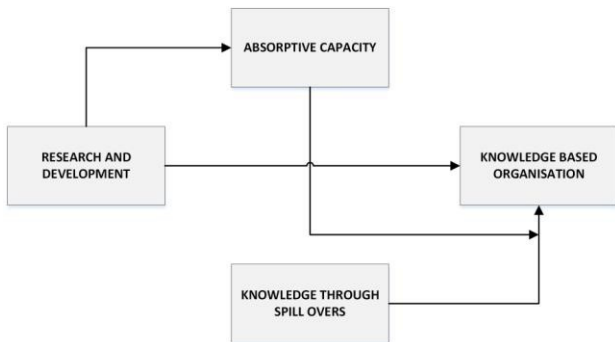 ABSORPTIVE CAPACITY
RESEARCH AND
DEVELOPMENT
KNOWLEDGE BASED
ORGANISATION
KNOWLEDGE THROUGH
SPILL OVERS